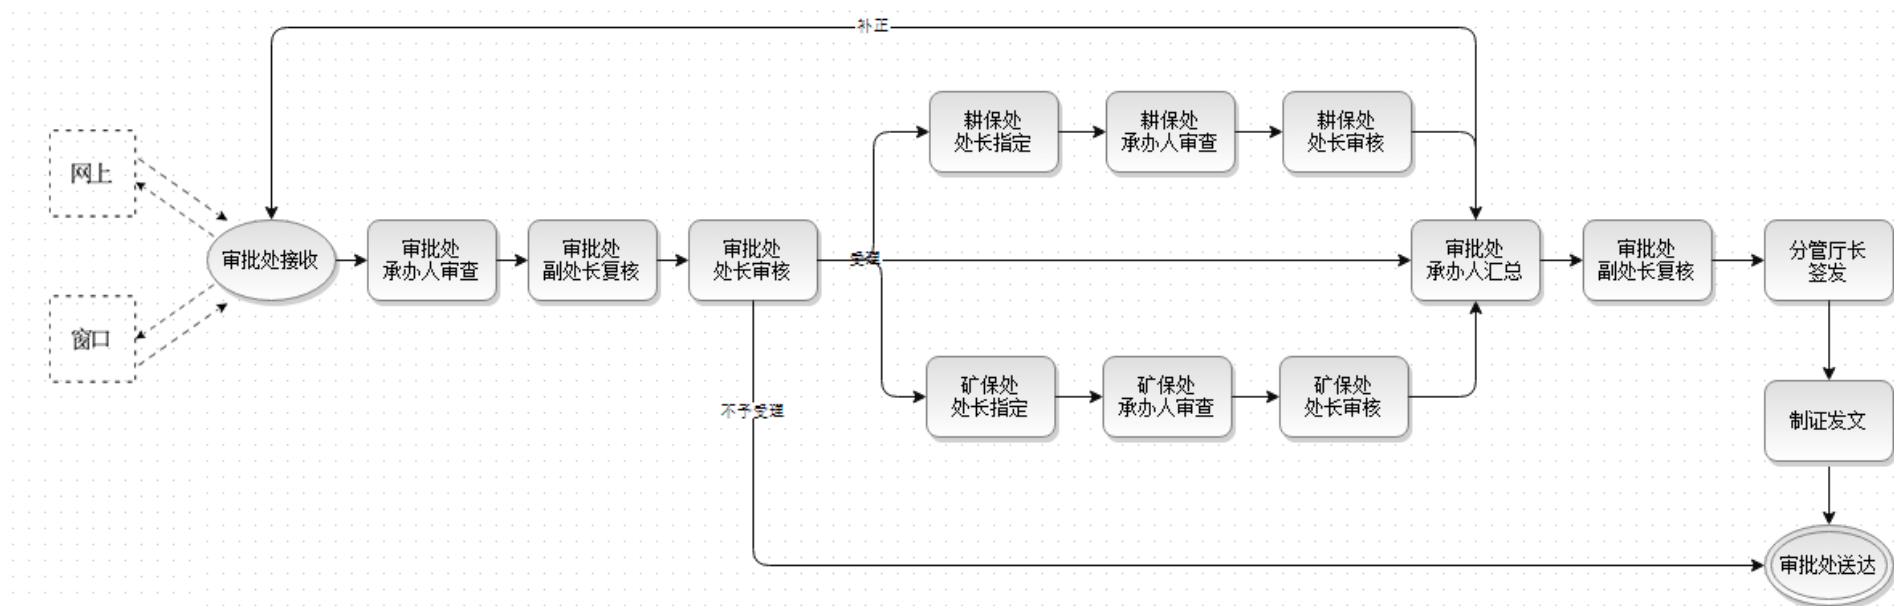 补正
耕保处
处长指定
耕保处
承办人审查
耕保处
处长审核
网上
审批处接收
审批处
承办人审查
审批处
副处长复核
审批处
处长审核
受理
审批处
承办人汇总
审批处
副处长复核
分管厅长
签发
窗口
矿保处
处长指定
矿保处
承办人审查
矿保处
处长审核
不予受理
制证发文
审批处送达